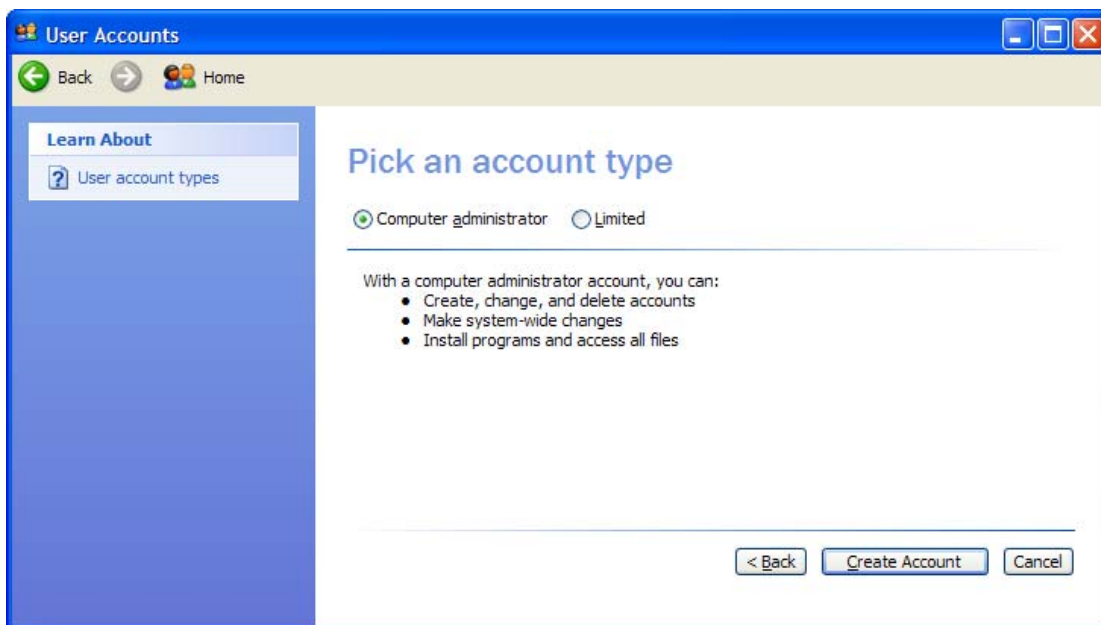 User Accounts
Back Home
Learn About
User account types
Pick an account type
Computer administrator Limited
With a computer administrator account, you can:
• Create, change, and delete accounts
• Make system-wide changes
• Install programs and access all files
< Back Create Account Cancel